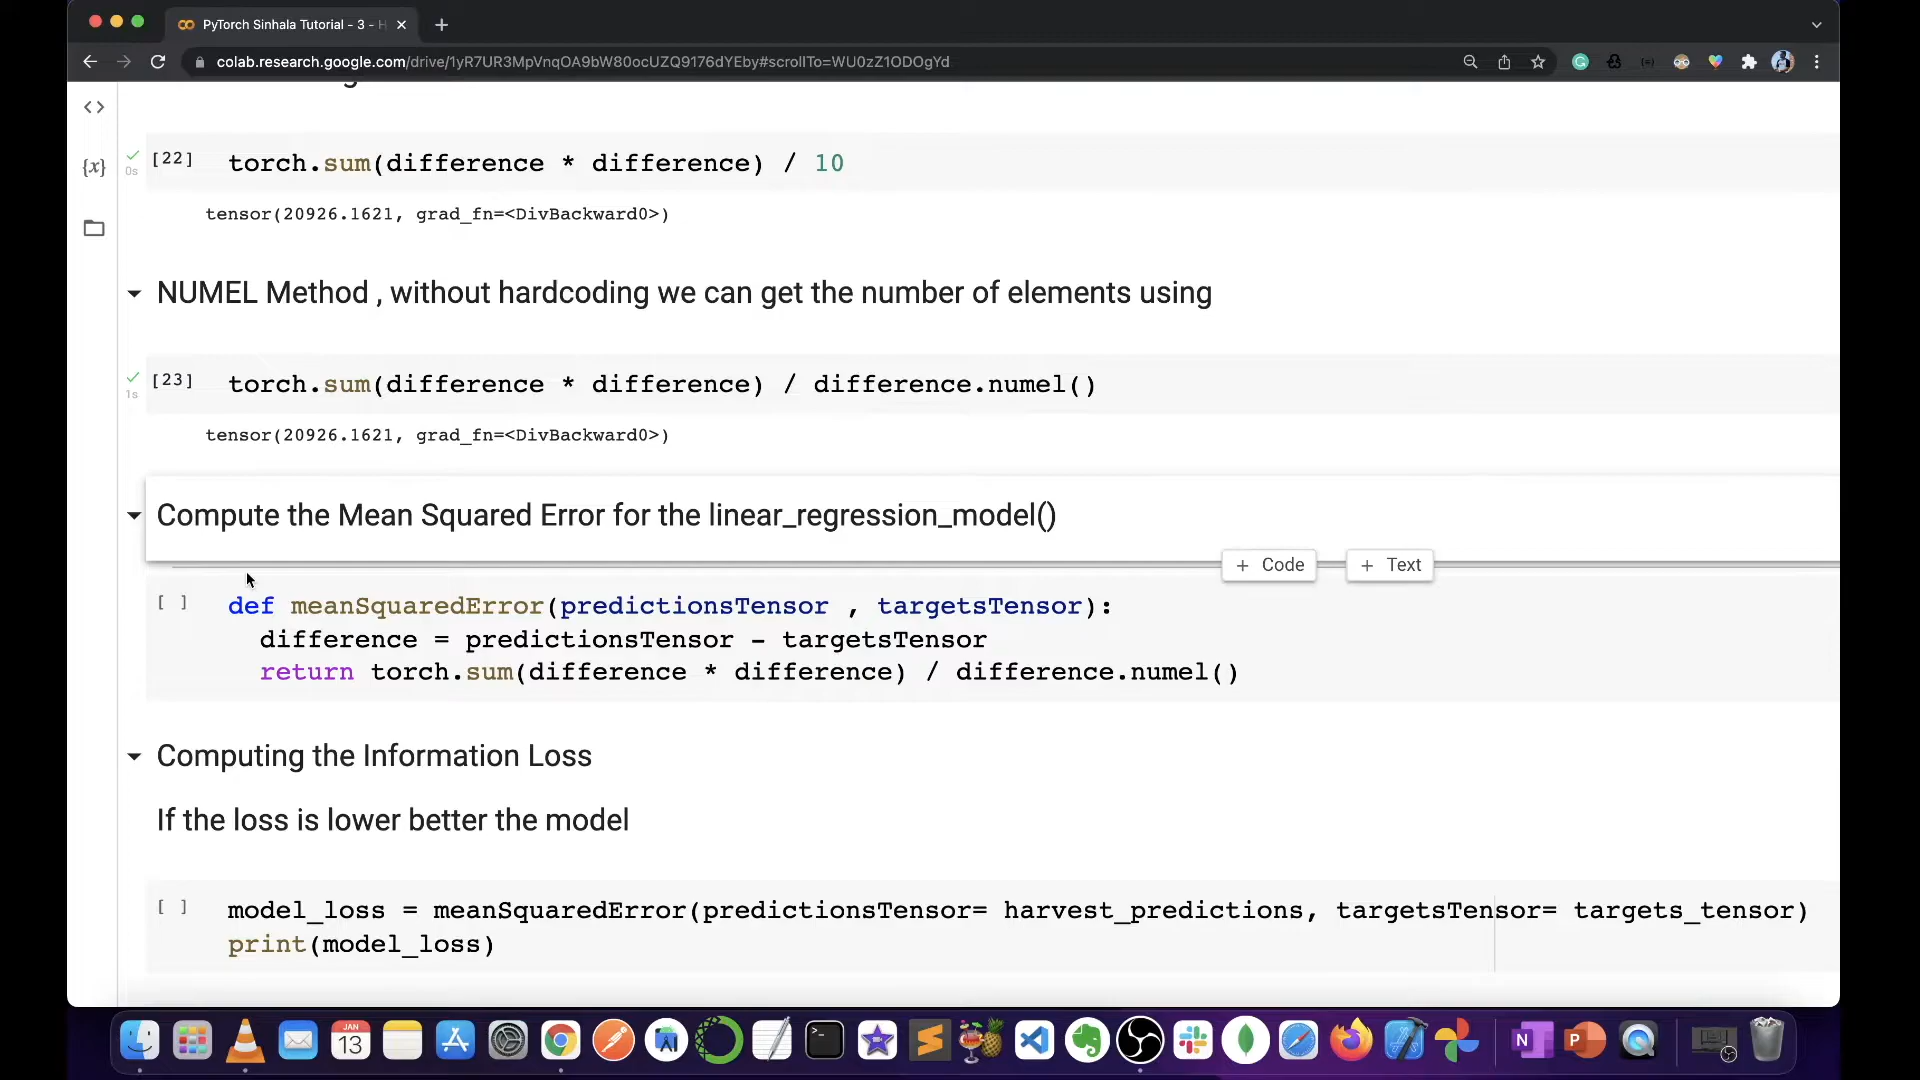 PyTorch Sinhala Tutorial - 3 - H
colab.research.google.com/drive/1yR7UR3MpVnqOA9bW80ocUZQ9176dYEby#scrollTo=WU0zZ1ODOgYd
[22] torch.sum(difference * difference) / 10
0s
tensor(20926.1621, grad_fn=<DivBackward0>)
NUMEL Method , without hardcoding we can get the number of elements using
[23] torch.sum(difference * difference) / difference.numel()
1s
tensor(20926.1621, grad_fn=<DivBackward0>)
Compute the Mean Squared Error for the linear_regression_model()
+ Code + Text
[ ] def meanSquaredError(predictionsTensor , targetsTensor):
difference = predictionsTensor - targetsTensor
return torch.sum(difference * difference) / difference.numel()
Computing the Information Loss
If the loss is lower better the model
[ ] model_loss = meanSquaredError(predictionsTensor= harvest_predictions, targetsTensor= targets_tensor)
print(model_loss)
JAN
13